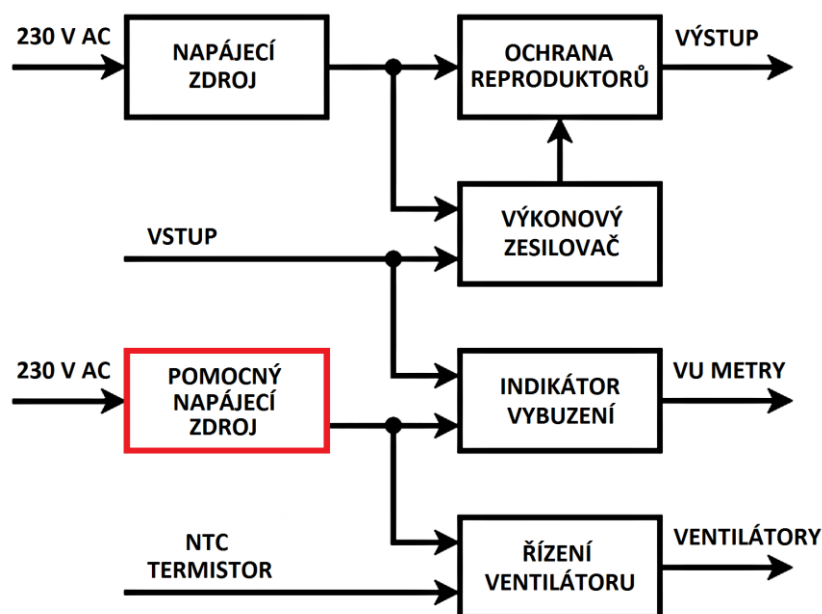 230 V AC
NAPÁJECÍ
ZDROJ
OCHRANA
REPRODUKTORŮ
VÝSTUP
VÝKONOVÝ
ZESILOVAČ
VSTUP
230 V AC
POMOCNÝ
NAPÁJECÍ
ZDROJ
INDIKÁTOR
VYBUZENÍ
VU METRY
NTC
TERMISTOR
ŘÍZENÍ
VENTILÁTORU
VENTILÁTORY